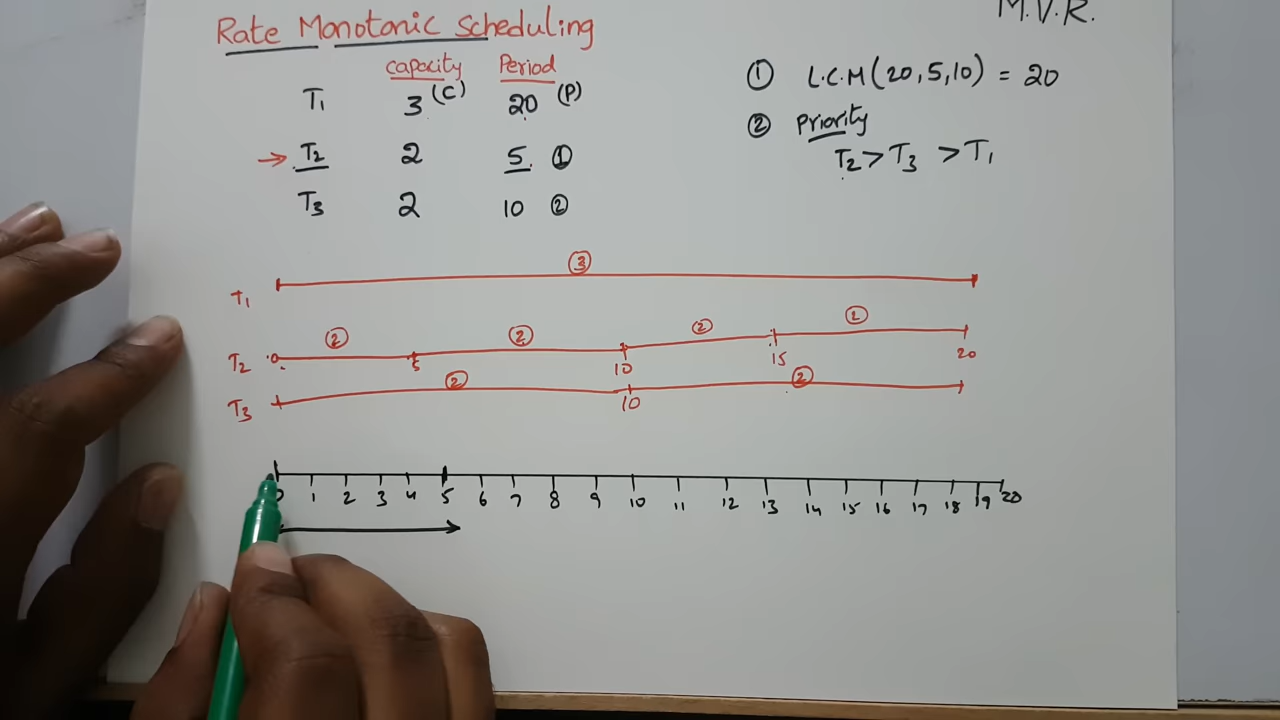 M.V.R.
Rate Monotonic Scheduling
capacity Period
T1 3 (C) 20 (P)
→ T2 2 5 ①
T3 2 10 ②
① L.C.M (20, 5, 10) = 20
② Priority
T2 > T3 > T1
③
T1
② ② ② ②
T2 0 5 10 15 20
② ②
T3 10
0 1 2 3 4 5 6 7 8 9 10 11 12 13 14 15 16 17 18 19 20